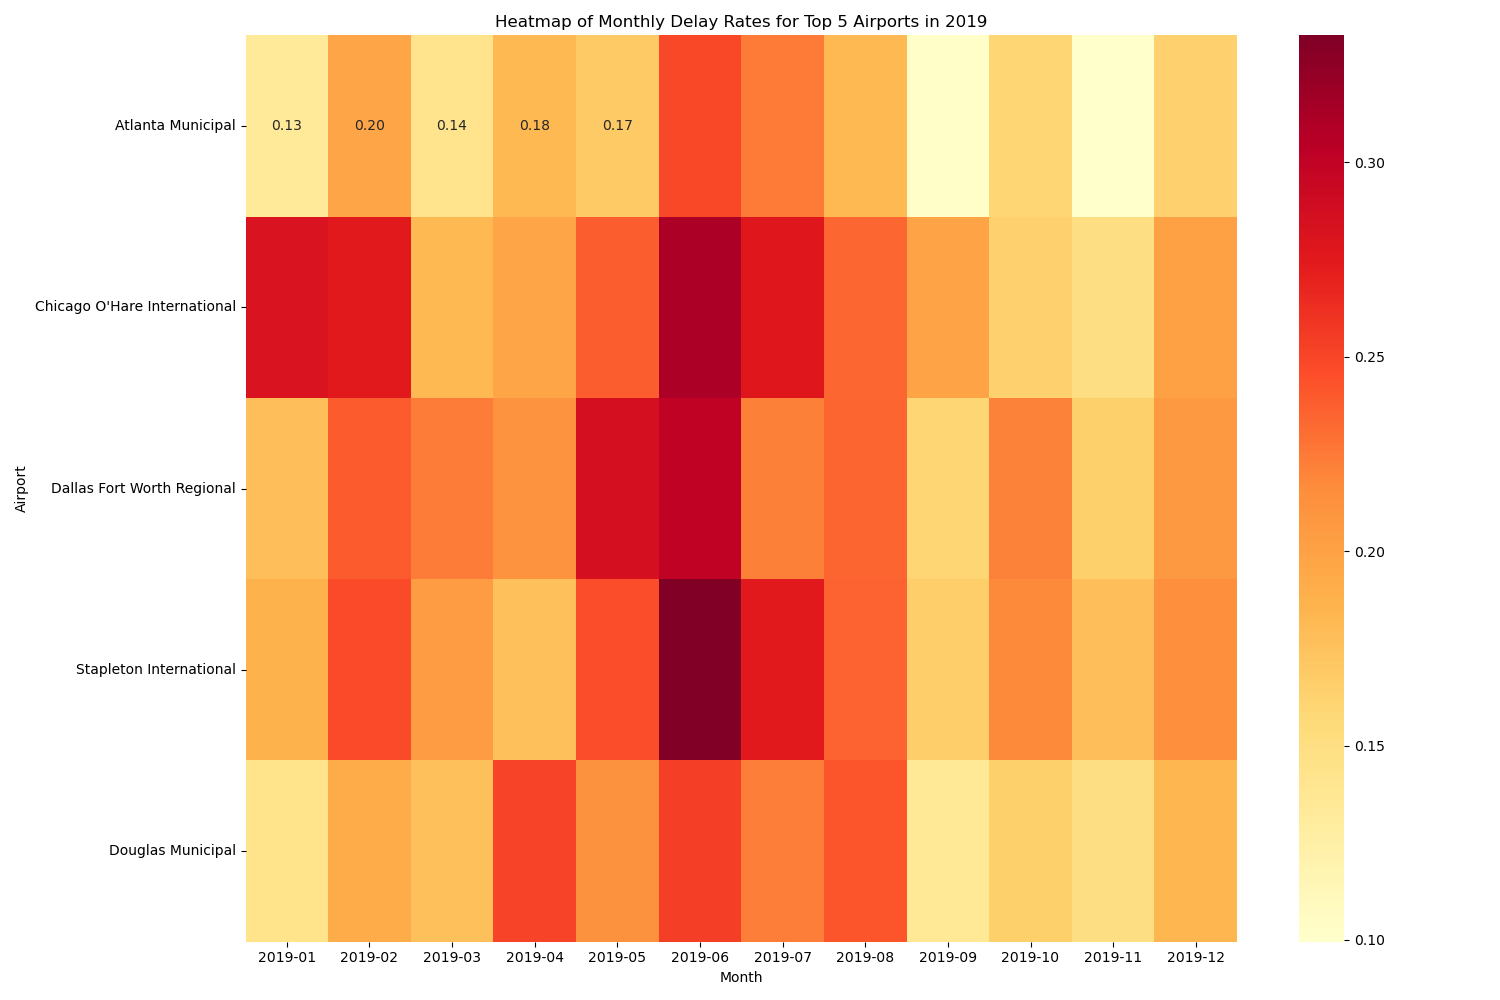 Heatmap of Monthly Delay Rates for Top 5 Airports in 2019
Atlanta Municipal
0.13 0.20 0.14 0.18 0.17
Chicago O'Hare International
Dallas Fort Worth Regional
Stapleton International
Douglas Municipal
Airport
2019-01 2019-02 2019-03 2019-04 2019-05 2019-06 2019-07 2019-08 2019-09 2019-10 2019-11 2019-12
Month
0.30
0.25
0.20
0.15
0.10